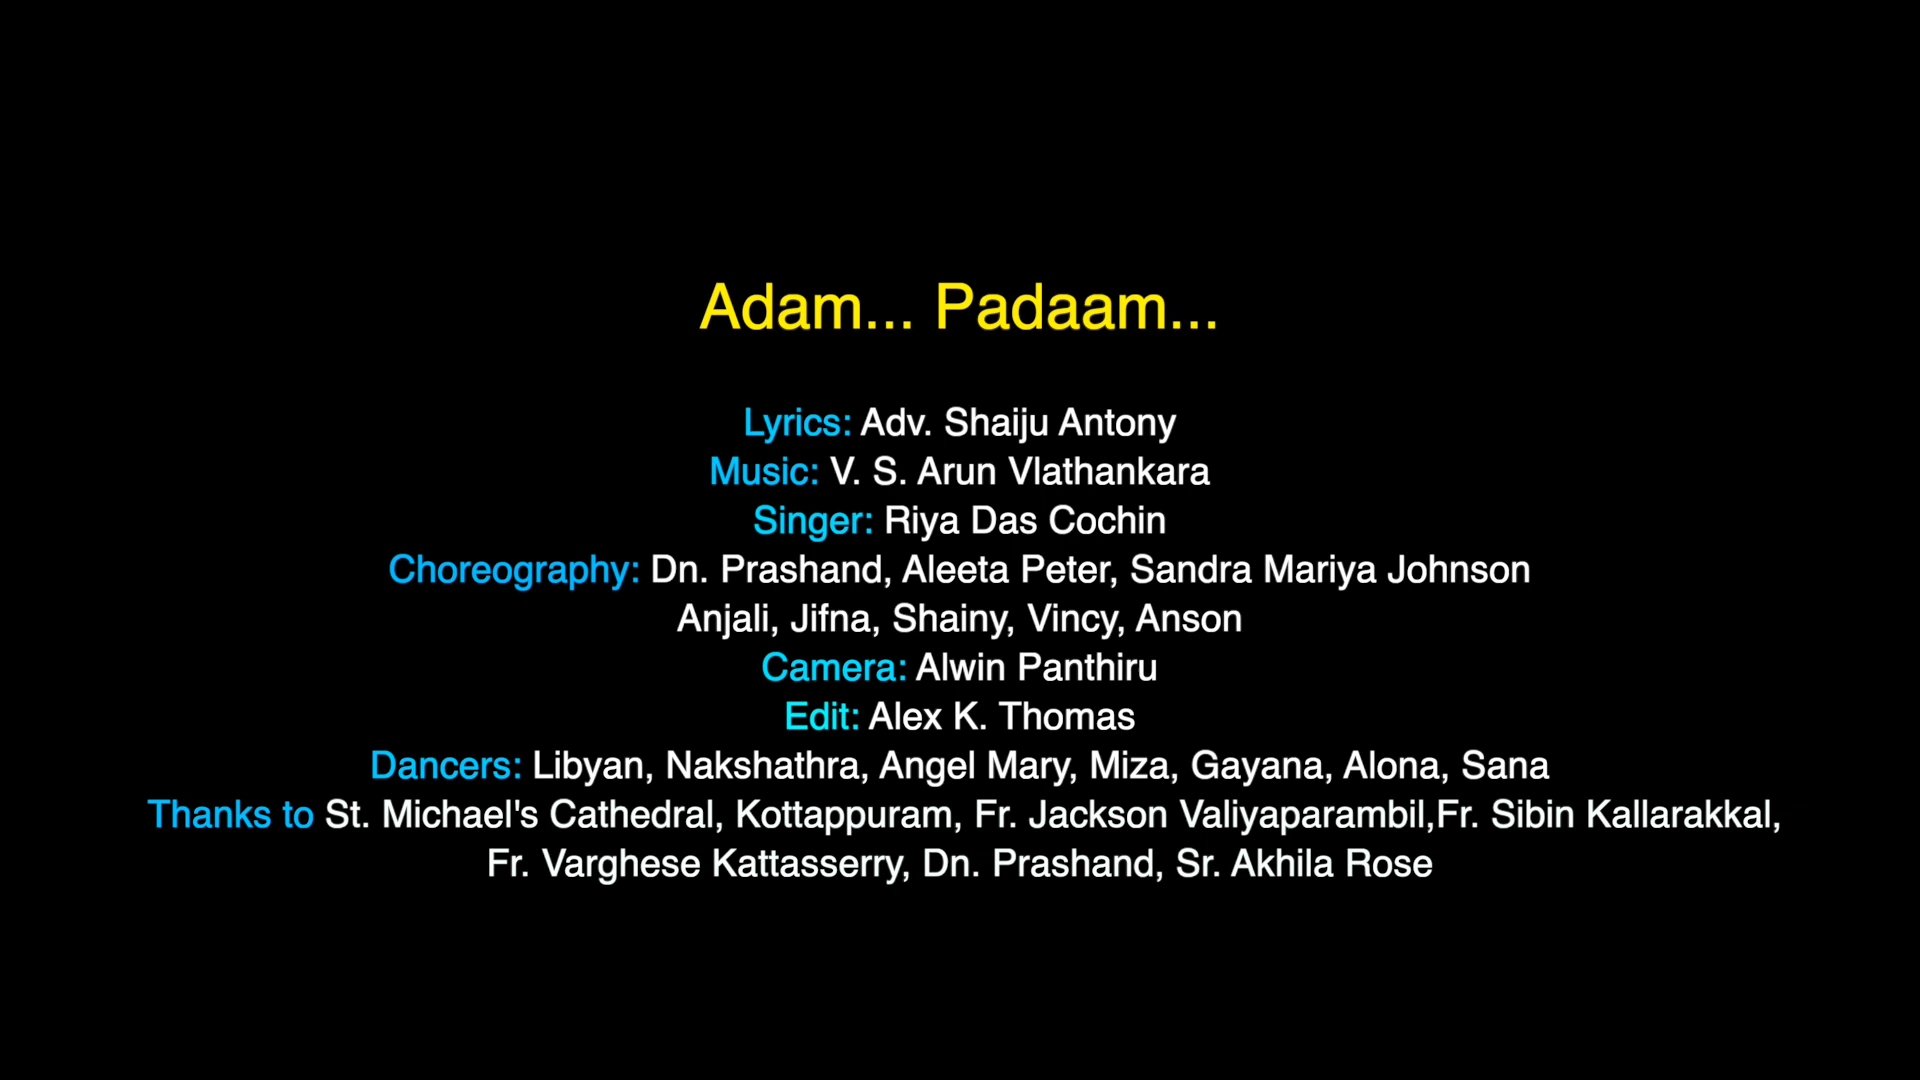 Adam... Padaam...
Lyrics: Adv. Shaiju Antony
Music: V. S. Arun Vlathankara
Singer: Riya Das Cochin
Choreography: Dn. Prashand, Aleeta Peter, Sandra Mariya Johnson
Anjali, Jifna, Shainy, Vincy, Anson
Camera: Alwin Panthiru
Edit: Alex K. Thomas
Dancers: Libyan, Nakshathra, Angel Mary, Miza, Gayana, Alona, Sana
Thanks to St. Michael's Cathedral, Kottappuram, Fr. Jackson Valiyaparambil,Fr. Sibin Kallarakkal,
Fr. Varghese Kattasserry, Dn. Prashand, Sr. Akhila Rose